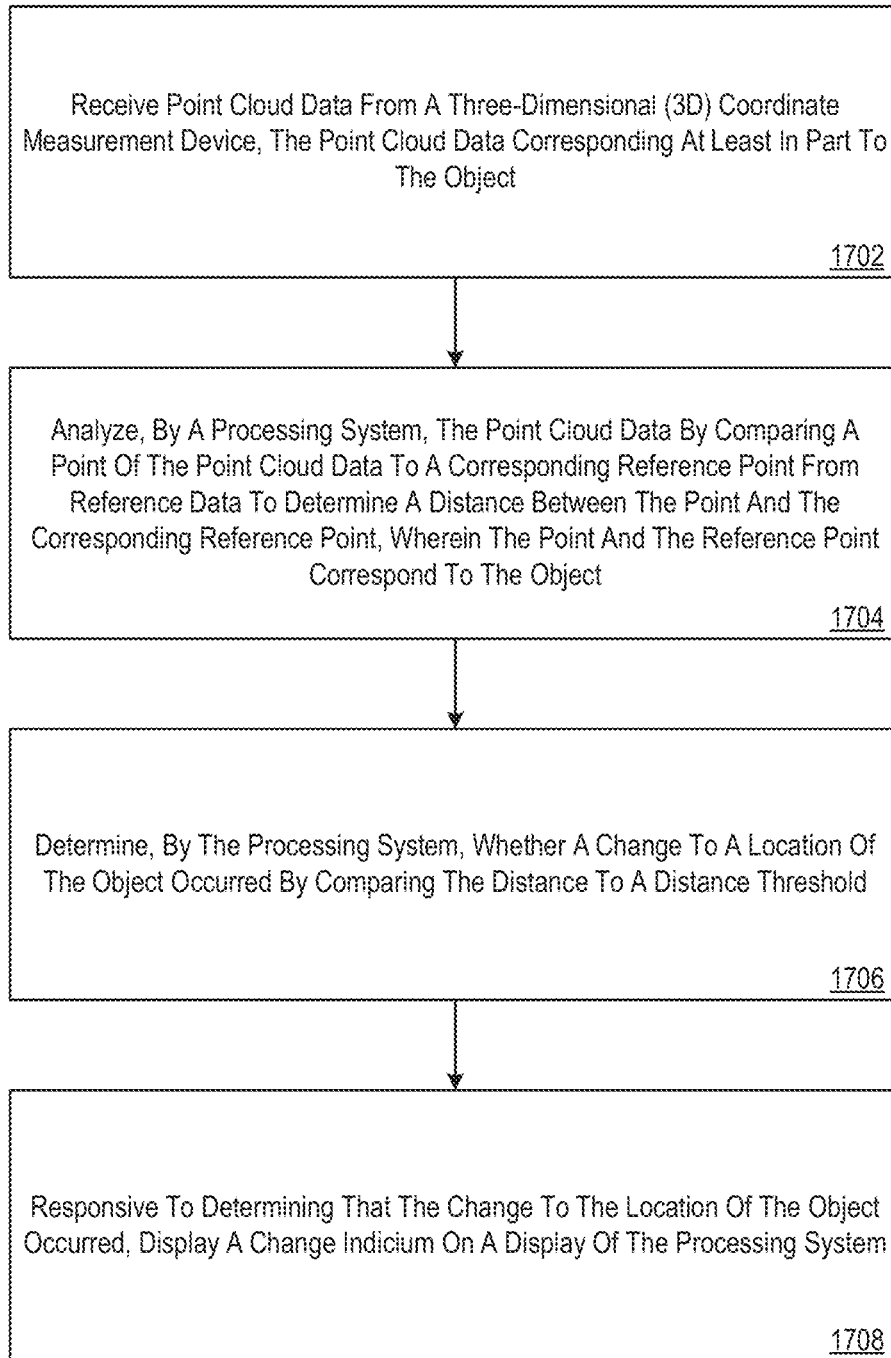 Receive Point Cloud Data From A Three-Dimensional (3D) Coordinate
Measurement Device, The Point Cloud Data Corresponding At Least In Part To
The Object
1702
Analyze, By A Processing System, The Point Cloud Data By Comparing A
Point Of The Point Cloud Data To A Corresponding Reference Point From
Reference Data To Determine A Distance Between The Point And The
Corresponding Reference Point, Wherein The Point And The Reference Point
Correspond To The Object
1704
Determine, By The Processing System, Whether A Change To A Location Of
The Object Occurred By Comparing The Distance To A Distance Threshold
1706
Responsive To Determining That The Change To The Location Of The Object
Occurred, Display A Change Indicium On A Display Of The Processing System
1708